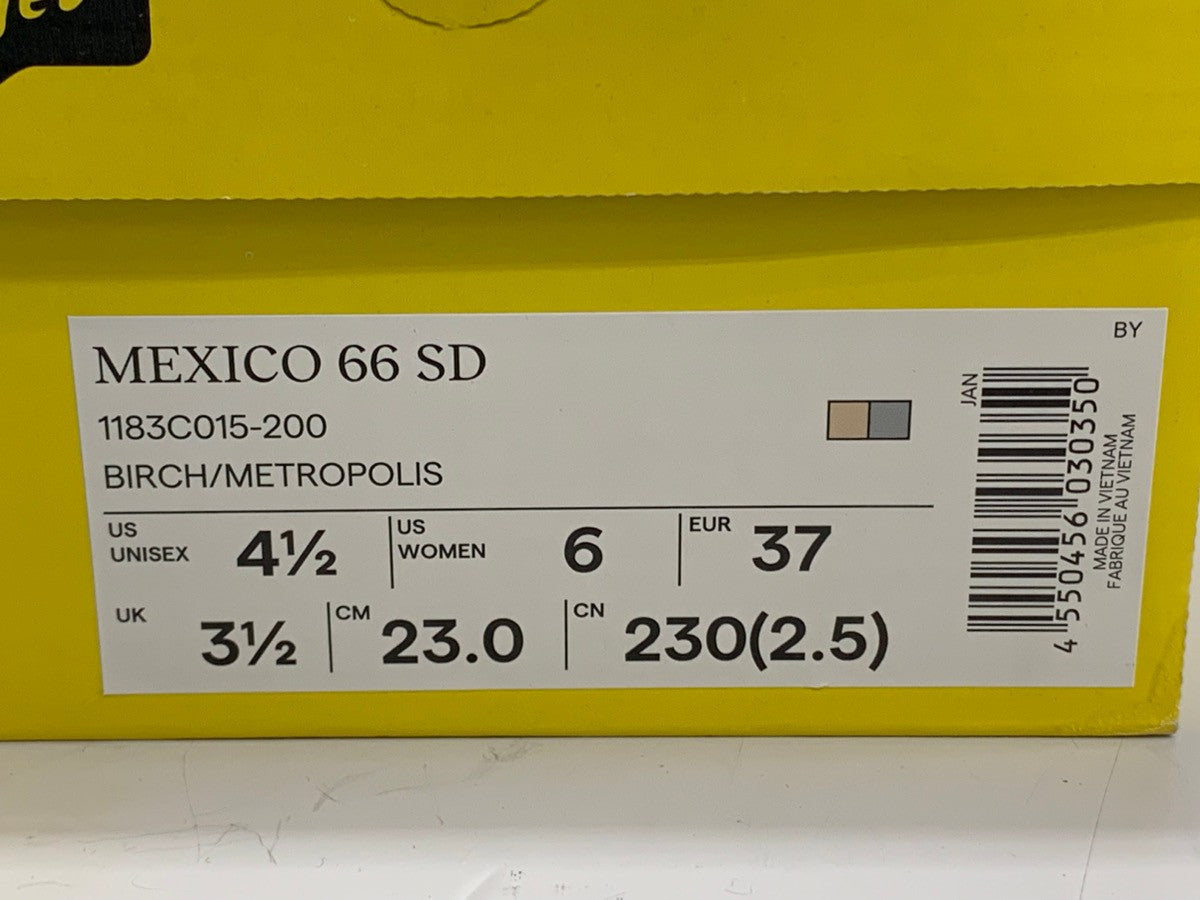 MEXICO 66 SD
1183C015-200
BIRCH/METROPOLIS
US UNISEX 4½
US WOMEN 6
EUR 37
UK 3½
CM 23.0
CN 230(2.5)
BY
JAN
4 550456 030350
MADE IN VIETNAM
FABRIQUE AU VIETNAM